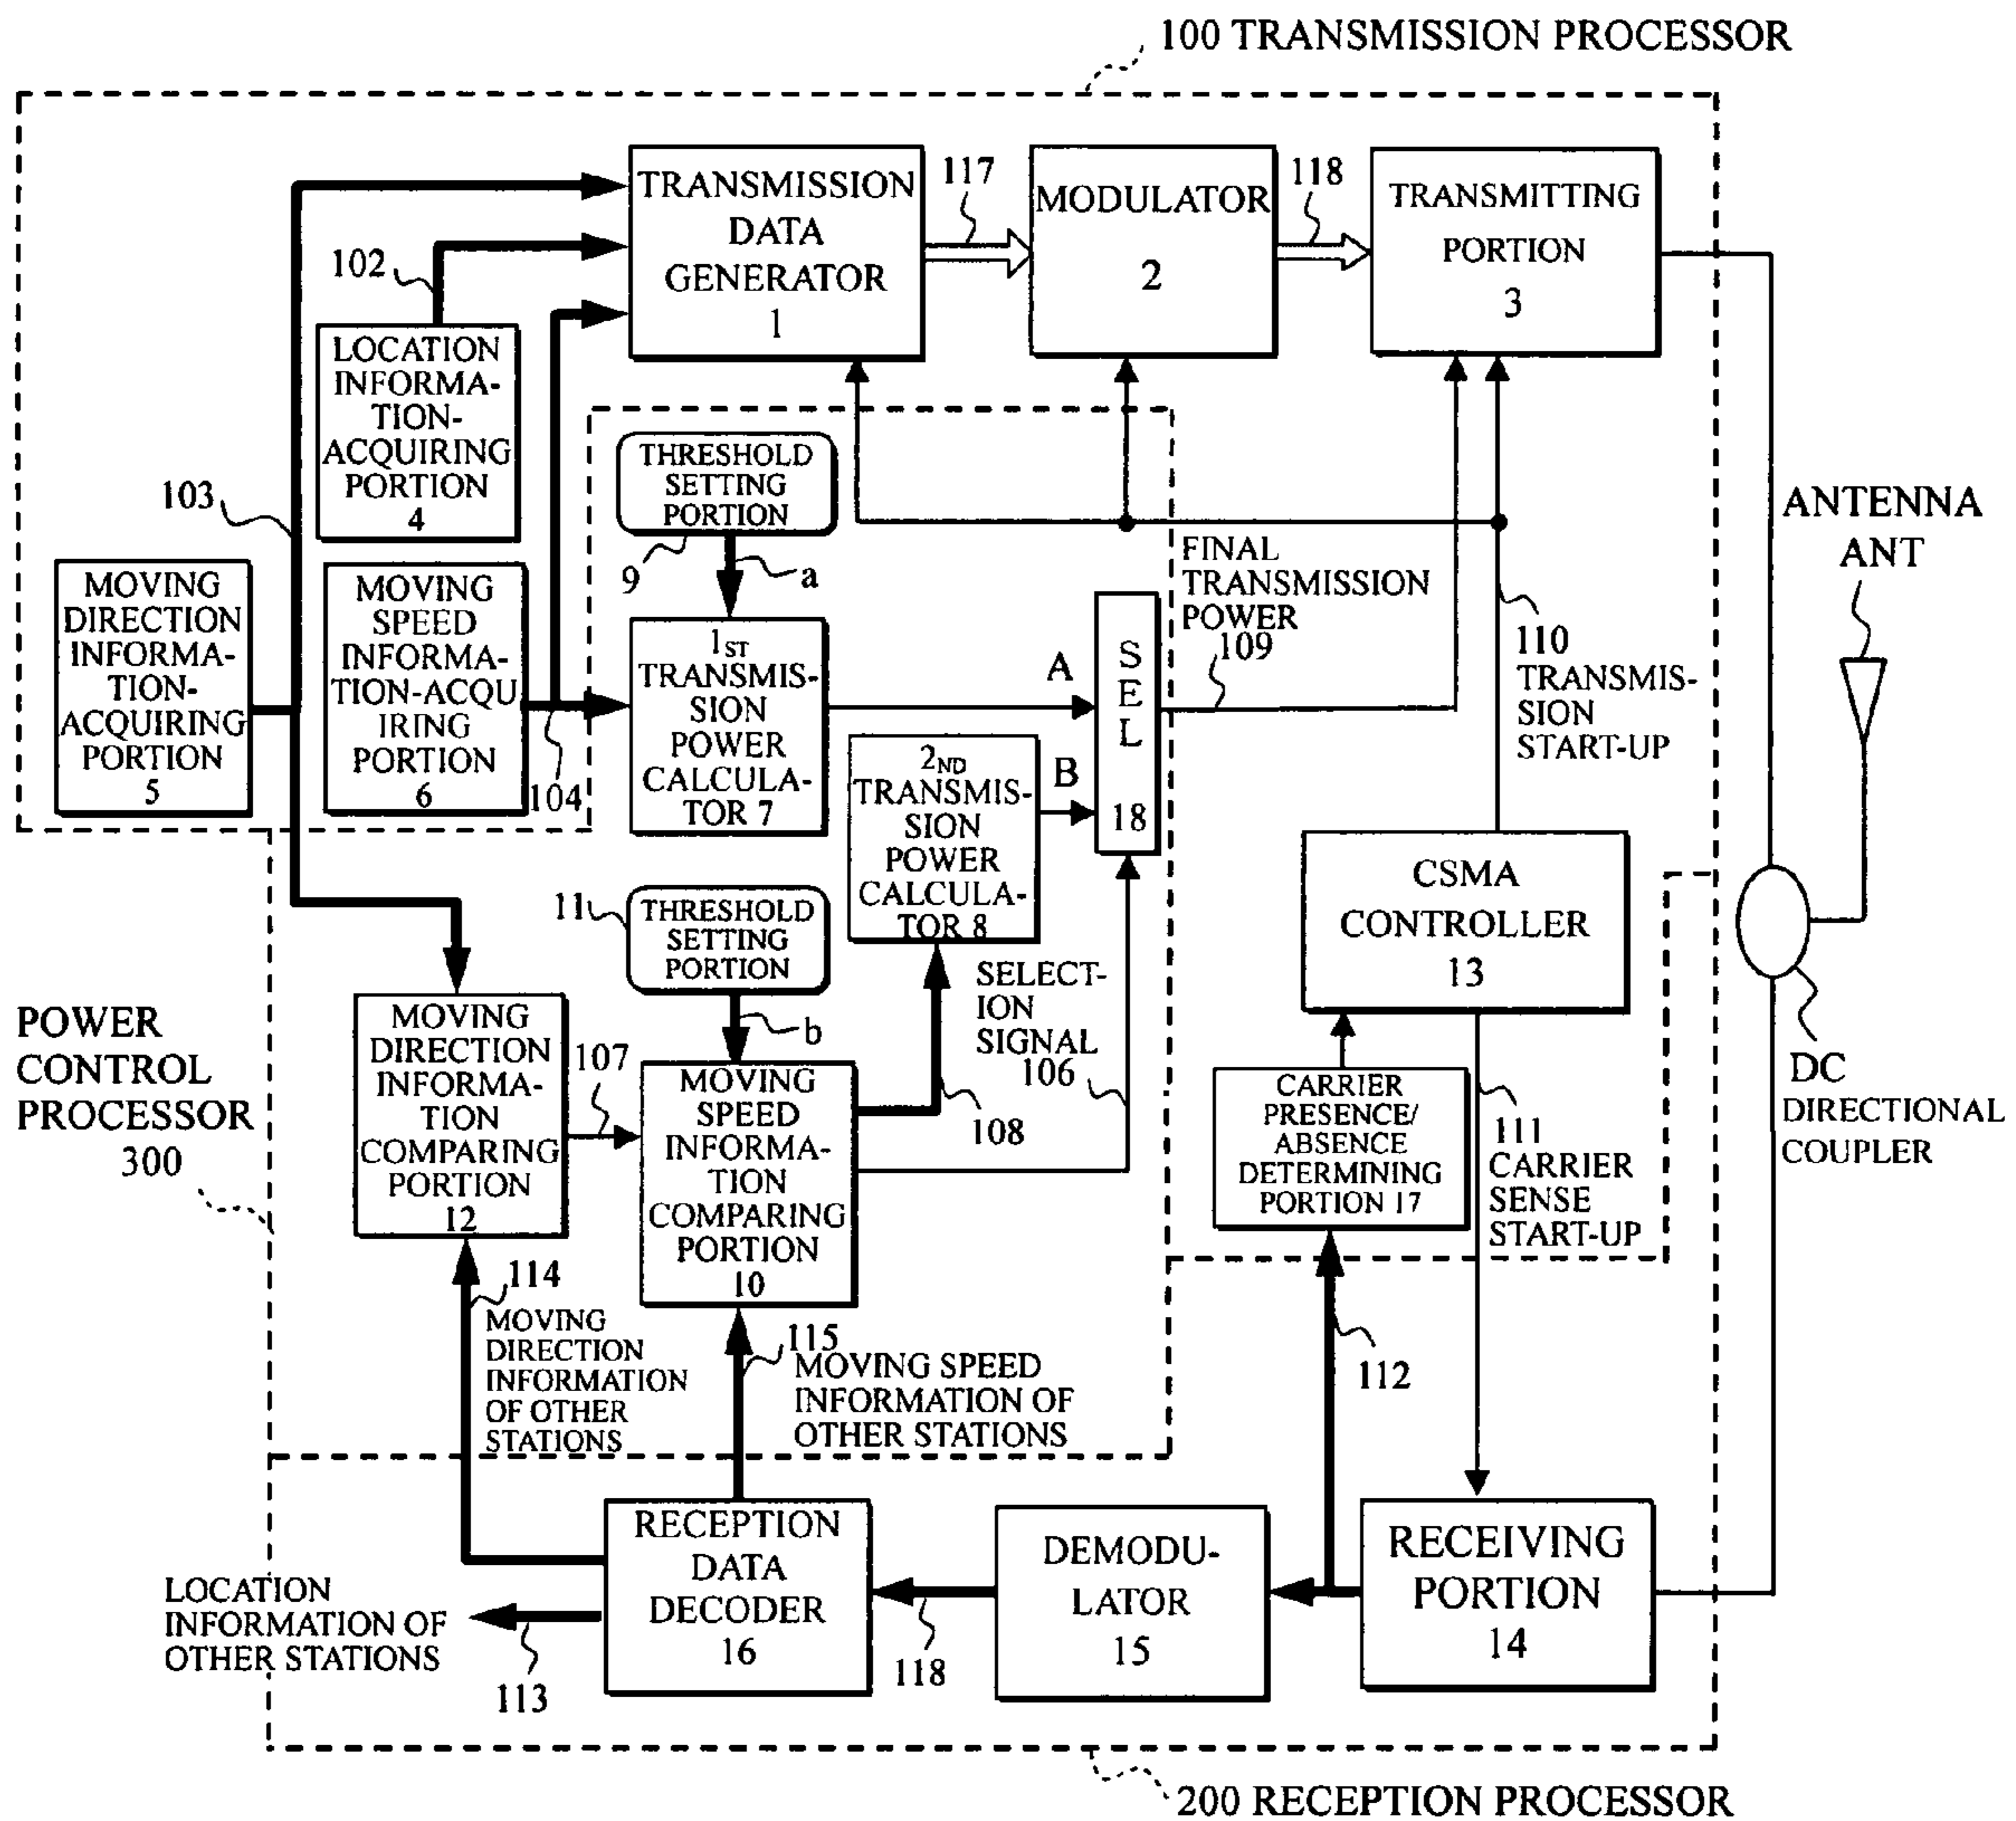 100 TRANSMISSION PROCESSOR
TRANSMISSION
DATA
GENERATOR
1
117
MODULATOR
2
118
TRANSMITTING
PORTION
3
102
LOCATION
INFORMA-
TION-
ACQUIRING
PORTION
4
103
MOVING
DIRECTION
INFORMA-
TION-
ACQUIRING
PORTION
5
MOVING
SPEED
INFORMA-
TION-ACQU
IRING
PORTION
6
104
THRESHOLD
SETTING
PORTION
9
a
1ST
TRANSMIS-
SION
POWER
CALCULA-
TOR 7
A
B
2ND
TRANSMIS-
SION
POWER
CALCULA-
TOR 8
S
E
L
18
FINAL
TRANSMISSION
POWER
109
110
TRANSMIS-
SION
START-UP
ANTENNA
ANT
CSMA
CONTROLLER
13
DC
DIRECTIONAL
COUPLER
11
THRESHOLD
SETTING
PORTION
b
POWER
CONTROL
PROCESSOR
300
MOVING
DIRECTION
INFORMA-
TION
COMPARING
PORTION
12
107
MOVING
SPEED
INFORMA-
TION
COMPARING
PORTION
10
108
SELECT-
ION
SIGNAL
106
CARRIER
PRESENCE/
ABSENCE
DETERMINING
PORTION 17
111
CARRIER
SENSE
START-UP
114
MOVING
DIRECTION
INFORMATION
OF OTHER
STATIONS
115
MOVING SPEED
INFORMATION OF
OTHER STATIONS
112
RECEPTION
DATA
DECODER
16
118
DEMODU-
LATOR
15
RECEIVING
PORTION
14
LOCATION
INFORMATION OF
OTHER STATIONS
113
200 RECEPTION PROCESSOR